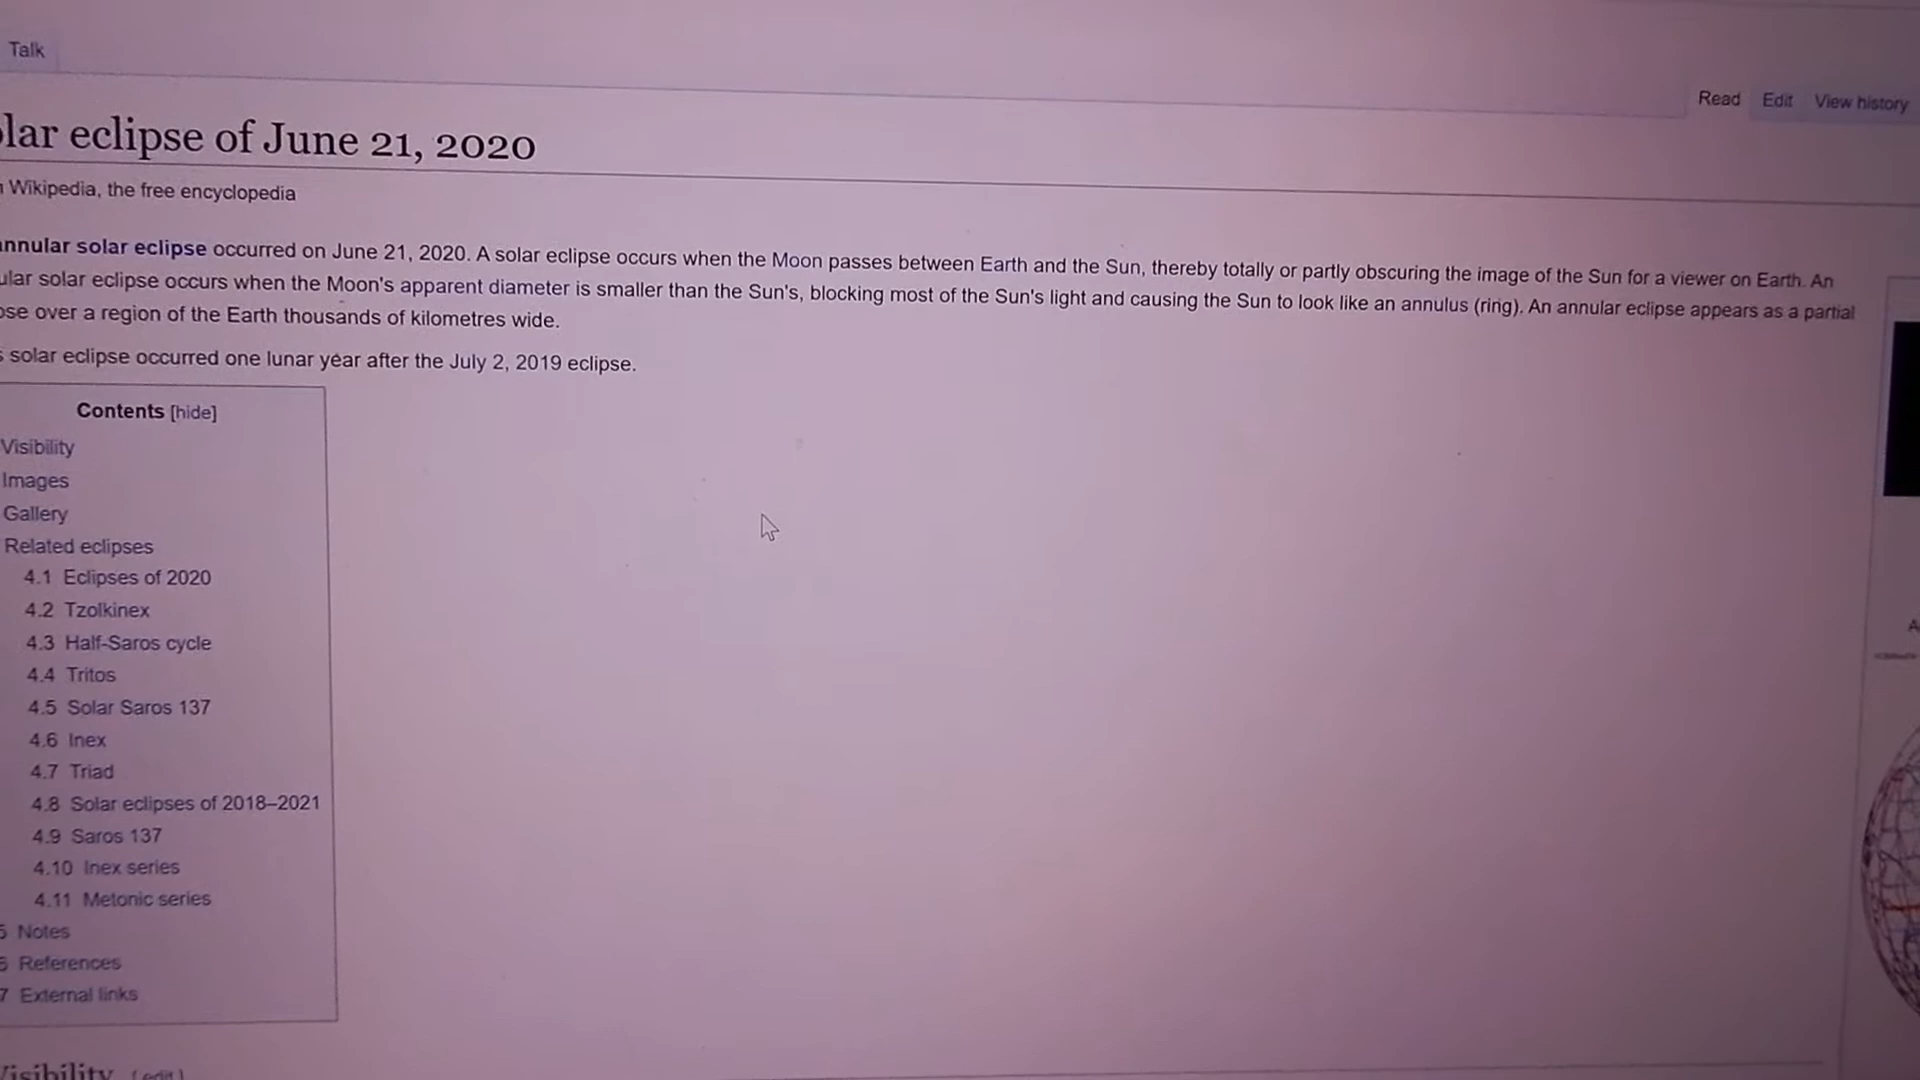 Talk
Read Edit View history
lar eclipse of June 21, 2020
Wikipedia, the free encyclopedia
annular solar eclipse occurred on June 21, 2020. A solar eclipse occurs when the Moon passes between Earth and the Sun, thereby totally or partly obscuring the image of the Sun for a viewer on Earth. An
ular solar eclipse occurs when the Moon's apparent diameter is smaller than the Sun's, blocking most of the Sun's light and causing the Sun to look like an annulus (ring). An annular eclipse appears as a partial
ose over a region of the Earth thousands of kilometres wide.
s solar eclipse occurred one lunar year after the July 2, 2019 eclipse.
Contents [hide]
Visibility
Images
Gallery
Related eclipses
4.1 Eclipses of 2020
4.2 Tzolkinex
4.3 Half-Saros cycle
4.4 Tritos
4.5 Solar Saros 137
4.6 Inex
4.7 Triad
4.8 Solar eclipses of 2018–2021
4.9 Saros 137
4.10 Inex series
4.11 Metonic series
5 Notes
6 References
7 External links
Visibility [edit]